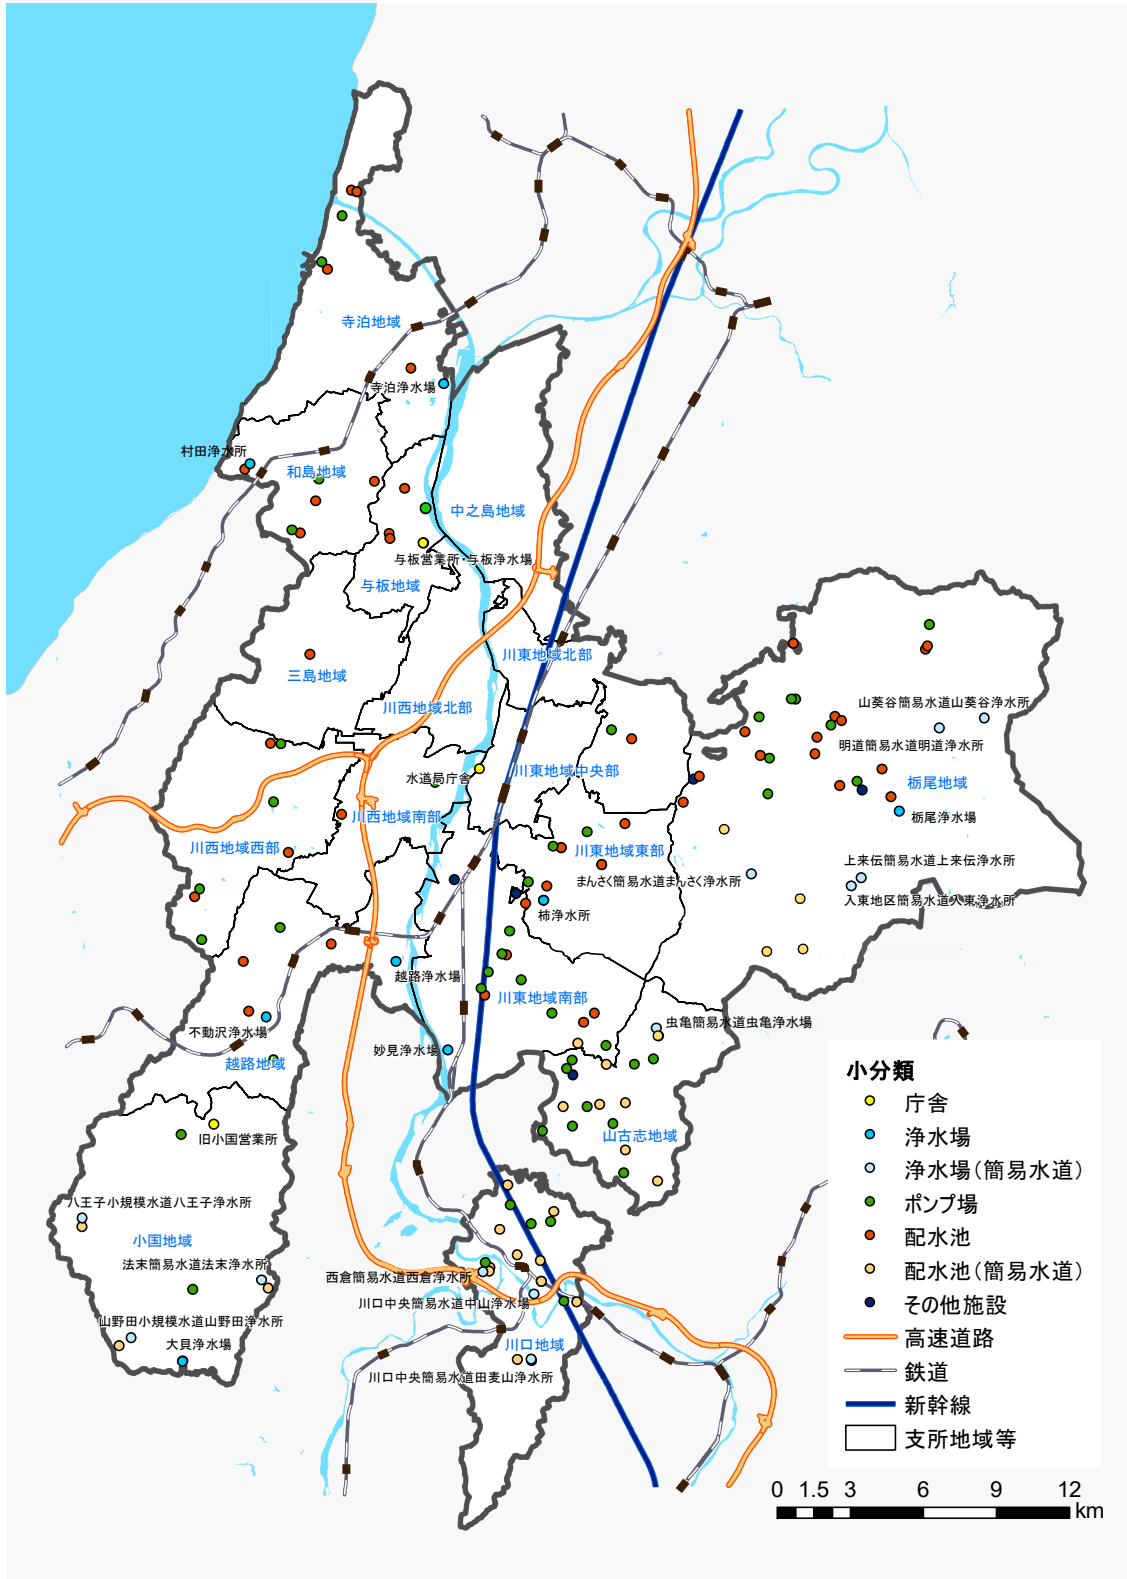 寺泊地域
寺泊浄水場
村田浄水所
和島地域
中之島地域
与板営業所・与板浄水場
与板地域
川東地域北部
三島地域
川西地域北部
山葵谷簡易水道山葵谷浄水所
明道簡易水道明道浄水所
水道局庁舎
川東地域中央部
栃尾地域
川西地域南部
栃尾浄水場
川西地域西部
川東地域東部
上来伝簡易水道上来伝浄水所
まんさく簡易水道まんさく浄水所
入東地区簡易水道入東浄水所
柿浄水所
越路浄水場
川東地域南部
虫亀簡易水道虫亀浄水場
不動沢浄水場
妙見浄水場
越路地域
旧小国営業所
山古志地域
八王子小規模水道八王子浄水所
小国地域
法末簡易水道法末浄水所
西倉簡易水道西倉浄水所
川口中央簡易水道中山浄水場
山野田小規模水道山野田浄水所
大貝浄水場
川口地域
川口中央簡易水道田麦山浄水所
小分類
庁舎
浄水場
浄水場(簡易水道)
ポンプ場
配水池
配水池(簡易水道)
その他施設
高速道路
鉄道
新幹線
支所地域等
0 1.5 3 6 9 12
km